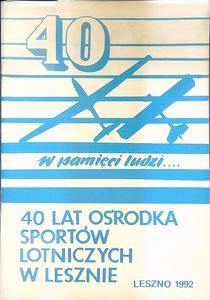 40
w pamięci ludzi....
40 LAT OŚRODKA
SPORTÓW
LOTNICZYCH
W LESZNIE
LESZNO 1992